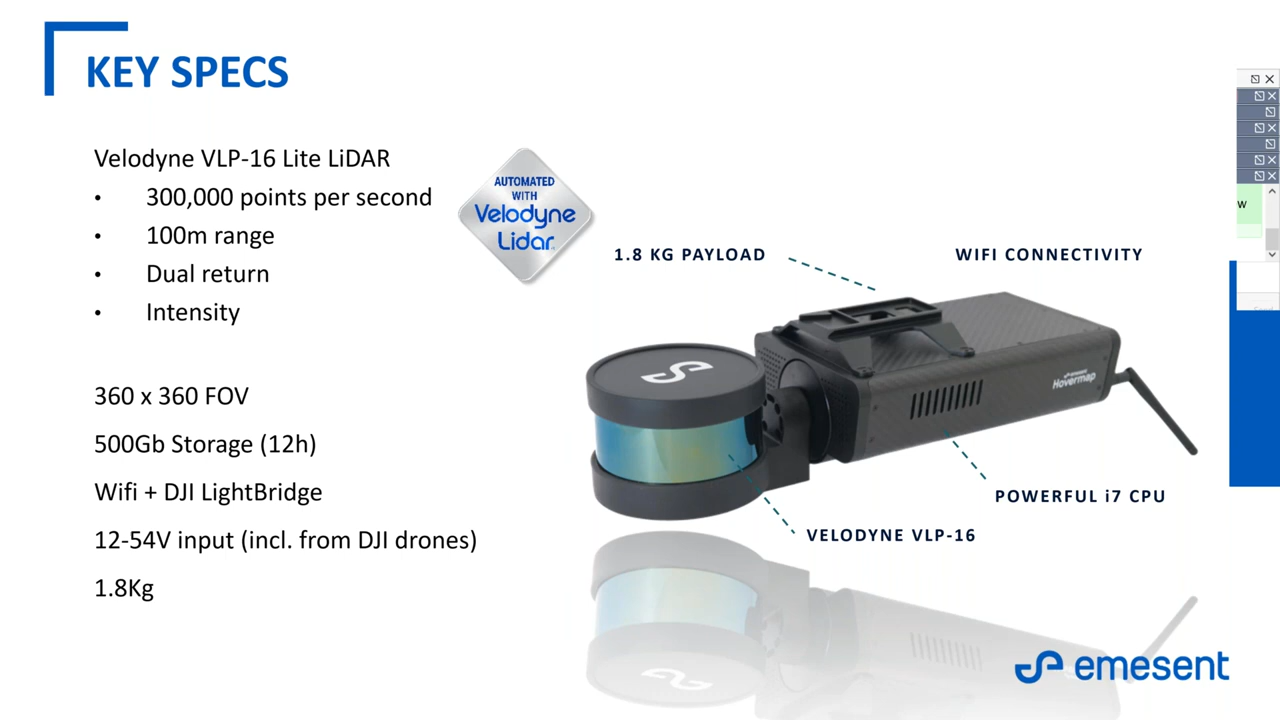 KEY SPECS
Velodyne VLP-16 Lite LiDAR
• 300,000 points per second
• 100m range
• Dual return
• Intensity
360 x 360 FOV
500Gb Storage (12h)
Wifi + DJI LightBridge
12-54V input (incl. from DJI drones)
1.8Kg
AUTOMATED
WITH
Velodyne
Lidar
1.8 KG PAYLOAD
WIFI CONNECTIVITY
emesent
Hovermap
POWERFUL i7 CPU
VELODYNE VLP-16
emesent
w